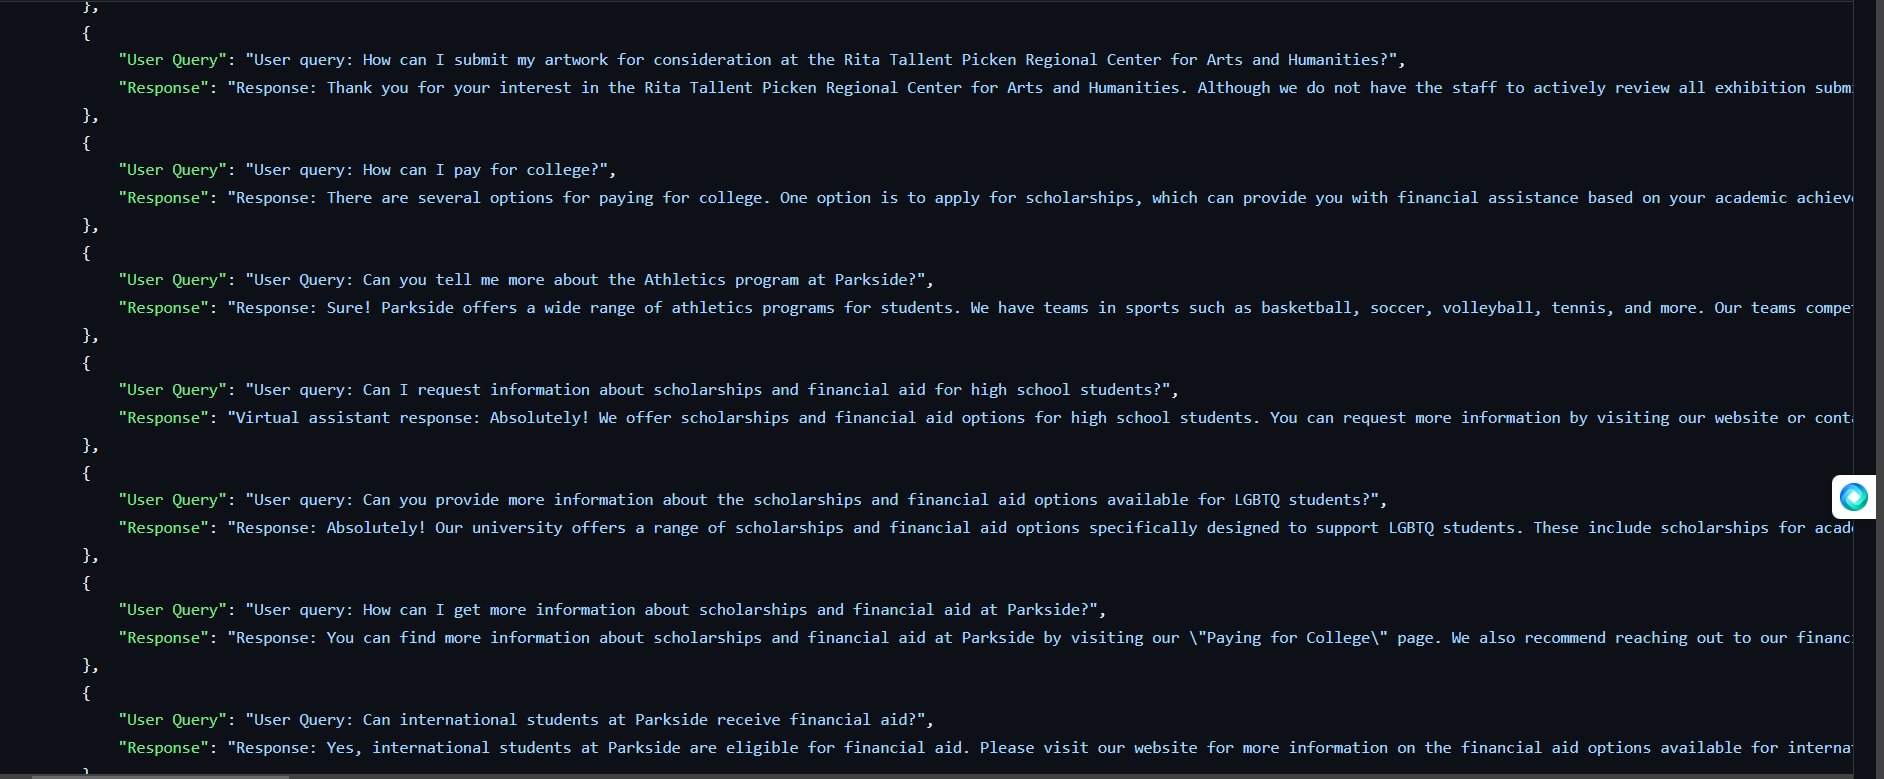 },
{
"User Query": "User query: How can I submit my artwork for consideration at the Rita Tallent Picken Regional Center for Arts and Humanities?",
"Response": "Response: Thank you for your interest in the Rita Tallent Picken Regional Center for Arts and Humanities. Although we do not have the staff to actively review all exhibition subm
},
{
"User Query": "User query: How can I pay for college?",
"Response": "Response: There are several options for paying for college. One option is to apply for scholarships, which can provide you with financial assistance based on your academic achiev
},
{
"User Query": "User Query: Can you tell me more about the Athletics program at Parkside?",
"Response": "Response: Sure! Parkside offers a wide range of athletics programs for students. We have teams in sports such as basketball, soccer, volleyball, tennis, and more. Our teams compe
},
{
"User Query": "User query: Can I request information about scholarships and financial aid for high school students?",
"Response": "Virtual assistant response: Absolutely! We offer scholarships and financial aid options for high school students. You can request more information by visiting our website or cont
},
{
"User Query": "User query: Can you provide more information about the scholarships and financial aid options available for LGBTQ students?",
"Response": "Response: Absolutely! Our university offers a range of scholarships and financial aid options specifically designed to support LGBTQ students. These include scholarships for acad
},
{
"User Query": "User query: How can I get more information about scholarships and financial aid at Parkside?",
"Response": "Response: You can find more information about scholarships and financial aid at Parkside by visiting our \"Paying for College\" page. We also recommend reaching out to our financ
},
{
"User Query": "User Query: Can international students at Parkside receive financial aid?",
"Response": "Response: Yes, international students at Parkside are eligible for financial aid. Please visit our website for more information on the financial aid options available for interna
}